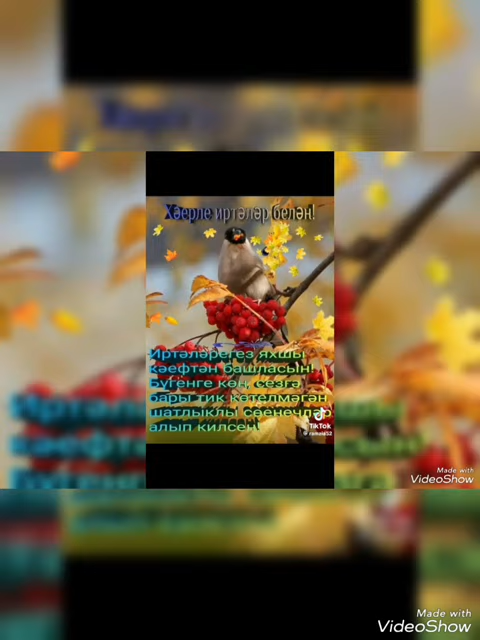 Хәерле иртәләр белән!
Иртәләрегез яхшы
кәефтән башласын!
Бүгенге көн, сезгә
бары тик көтелмәгән
шатлыклы сөенечләр
алып килсен!
TikTok
Made with
VideoShow
Made with
VideoShow